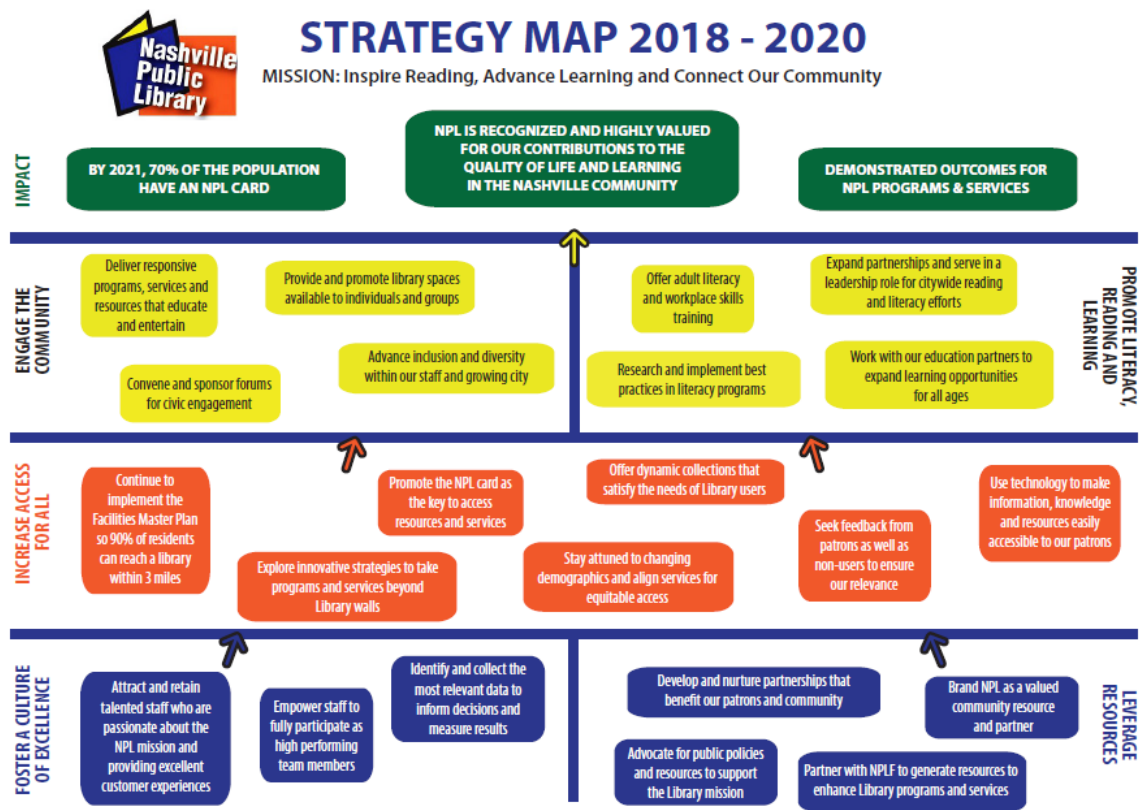 Nashville
Public
Library
STRATEGY MAP 2018 - 2020
MISSION: Inspire Reading, Advance Learning and Connect Our Community
IMPACT
BY 2021, 70% OF THE POPULATION
HAVE AN NPL CARD
NPL IS RECOGNIZED AND HIGHLY VALUED
FOR OUR CONTRIBUTIONS TO THE
QUALITY OF LIFE AND LEARNING
IN THE NASHVILLE COMMUNITY
DEMONSTRATED OUTCOMES FOR
NPL PROGRAMS & SERVICES
ENGAGE THE
COMMUNITY
Deliver responsive
programs, services and
resources that educate
and entertain
Provide and promote library spaces
available to individuals and groups
Convene and sponsor forums
for civic engagement
Advance inclusion and diversity
within our staff and growing city
Offer adult literacy
and workplace skills
training
Expand partnerships and serve in a
leadership role for citywide reading
and literacy efforts
Research and implement best
practices in literacy programs
Work with our education partners to
expand learning opportunities
for all ages
PROMOTE LITERACY,
READING AND
LEARNING
INCREASE ACCESS
FOR ALL
Continue to
implement the
Facilities Master Plan
so 90% of residents
can reach a library
within 3 miles
Explore innovative strategies to take
programs and services beyond
Library walls
Promote the NPL card as
the key to access
resources and services
Offer dynamic collections that
satisfy the needs of Library users
Stay attuned to changing
demographics and align services for
equitable access
Seek feedback from
patrons as well as
non-users to ensure
our relevance
Use technology to make
information, knowledge
and resources easily
accessible to our patrons
FOSTER A CULTURE
OF EXCELLENCE
Attract and retain
talented staff who are
passionate about the
NPL mission and
providing excellent
customer experiences
Empower staff to
fully participate as
high performing
team members
Identify and collect the
most relevant data to
inform decisions and
measure results
Develop and nurture partnerships that
benefit our patrons and community
Brand NPL as a valued
community resource
and partner
Advocate for public policies
and resources to support
the Library mission
Partner with NPLF to generate resources to
enhance Library programs and services
LEVERAGE
RESOURCES